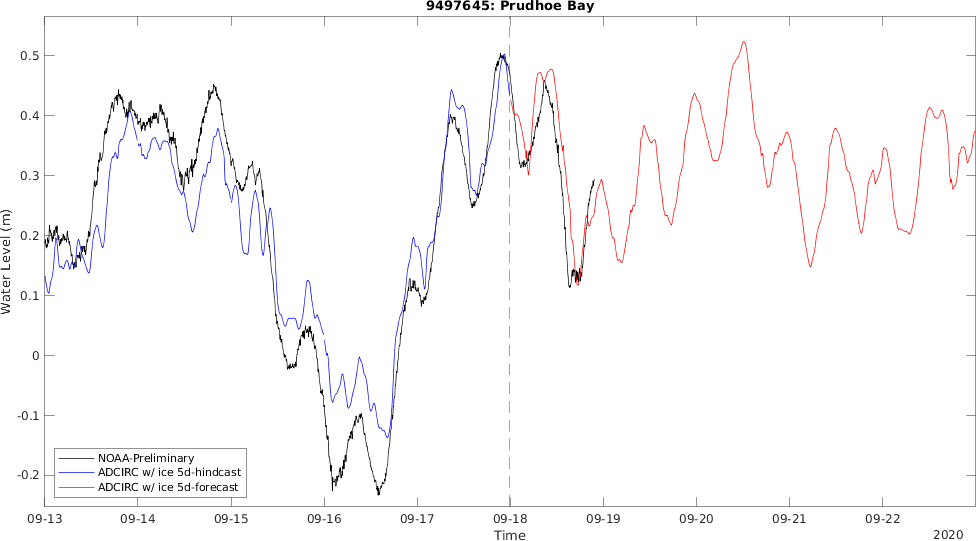 9497645: Prudhoe Bay
0.5
0.4
0.3
0.2
0.1
0
-0.1
-0.2
Water Level (m)
NOAA-Preliminary
ADCIRC w/ ice 5d-hindcast
ADCIRC w/ ice 5d-forecast
09-13 09-14 09-15 09-16 09-17 09-18 09-19 09-20 09-21 09-22
Time
2020